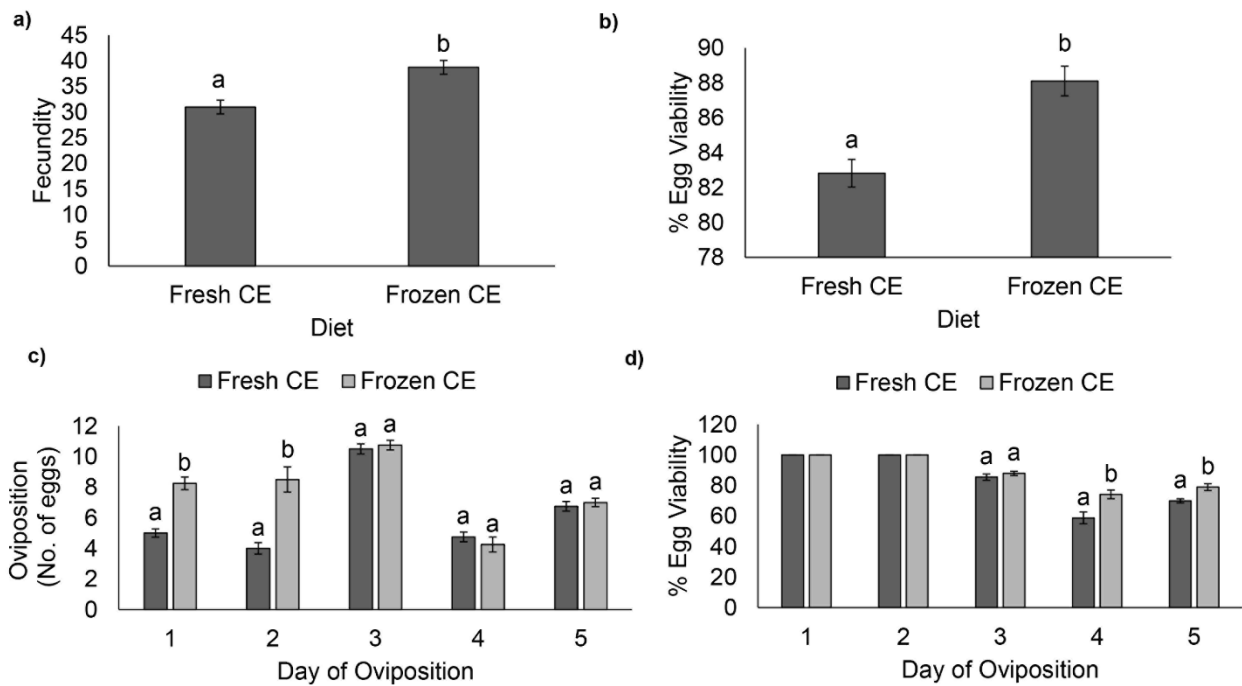 a)
45
40
35
30
25
20
15
10
5
0
Fecundity
a
b
Fresh CE Frozen CE
Diet
b)
90
88
86
84
82
80
78
% Egg Viability
a
b
Fresh CE Frozen CE
Diet
c)
Fresh CE Frozen CE
12
10
8
6
4
2
0
Oviposition
(No. of eggs)
a b a b a a a a a a
1 2 3 4 5
Day of Oviposition
d)
Fresh CE Frozen CE
120
100
80
60
40
20
0
% Egg Viability
a a a b a b
1 2 3 4 5
Day of Oviposition